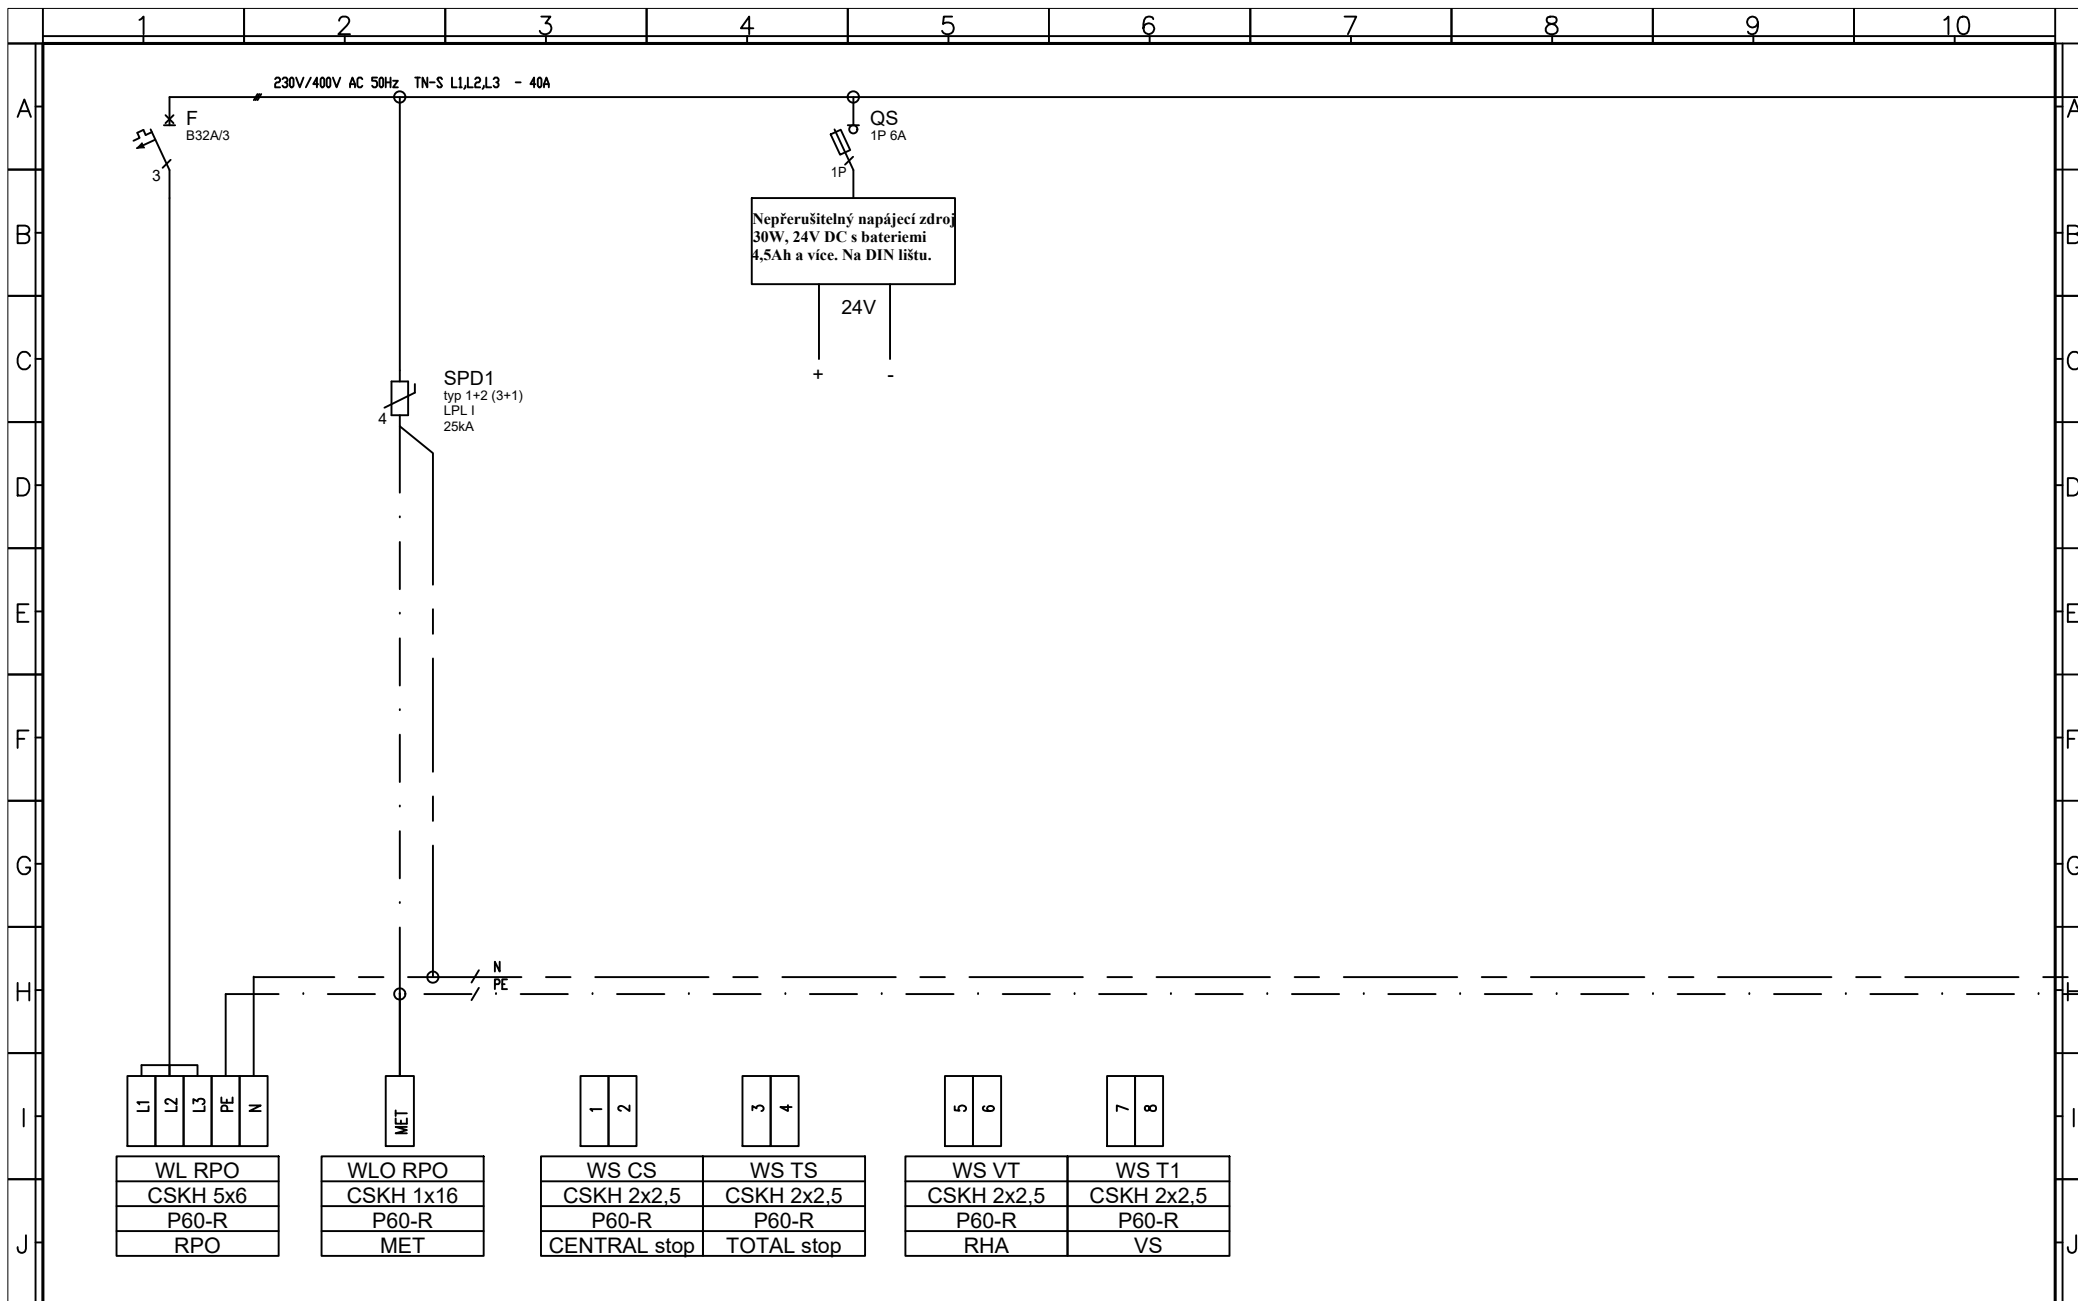 1 2 3 4 5 6 7 8 9 10
A
230V/400V AC 50Hz TN-S L1,L2,L3 - 40A
A
F
B32A/3
3
QS
1P 6A
1P
B
Nepřerušitelný napájecí zdroj
30W, 24V DC s bateriemi
4,5Ah a více. Na DIN lištu.
B
24V
+ -
C
C
SPD1
typ 1+2 (3+1)
LPL I
25kA
4
D
D
E
E
F
F
G
G
N
PE
H
H
I
L1 L2 L3 PE N
MET
1 2
3 4
5 6
7 8
I
WL RPO
CSKH 5x6
P60-R
RPO
WLO RPO
CSKH 1x16
P60-R
MET
WS CS
CSKH 2x2,5
P60-R
CENTRAL stop
WS TS
CSKH 2x2,5
P60-R
TOTAL stop
WS VT
CSKH 2x2,5
P60-R
RHA
WS T1
CSKH 2x2,5
P60-R
VS
J
J